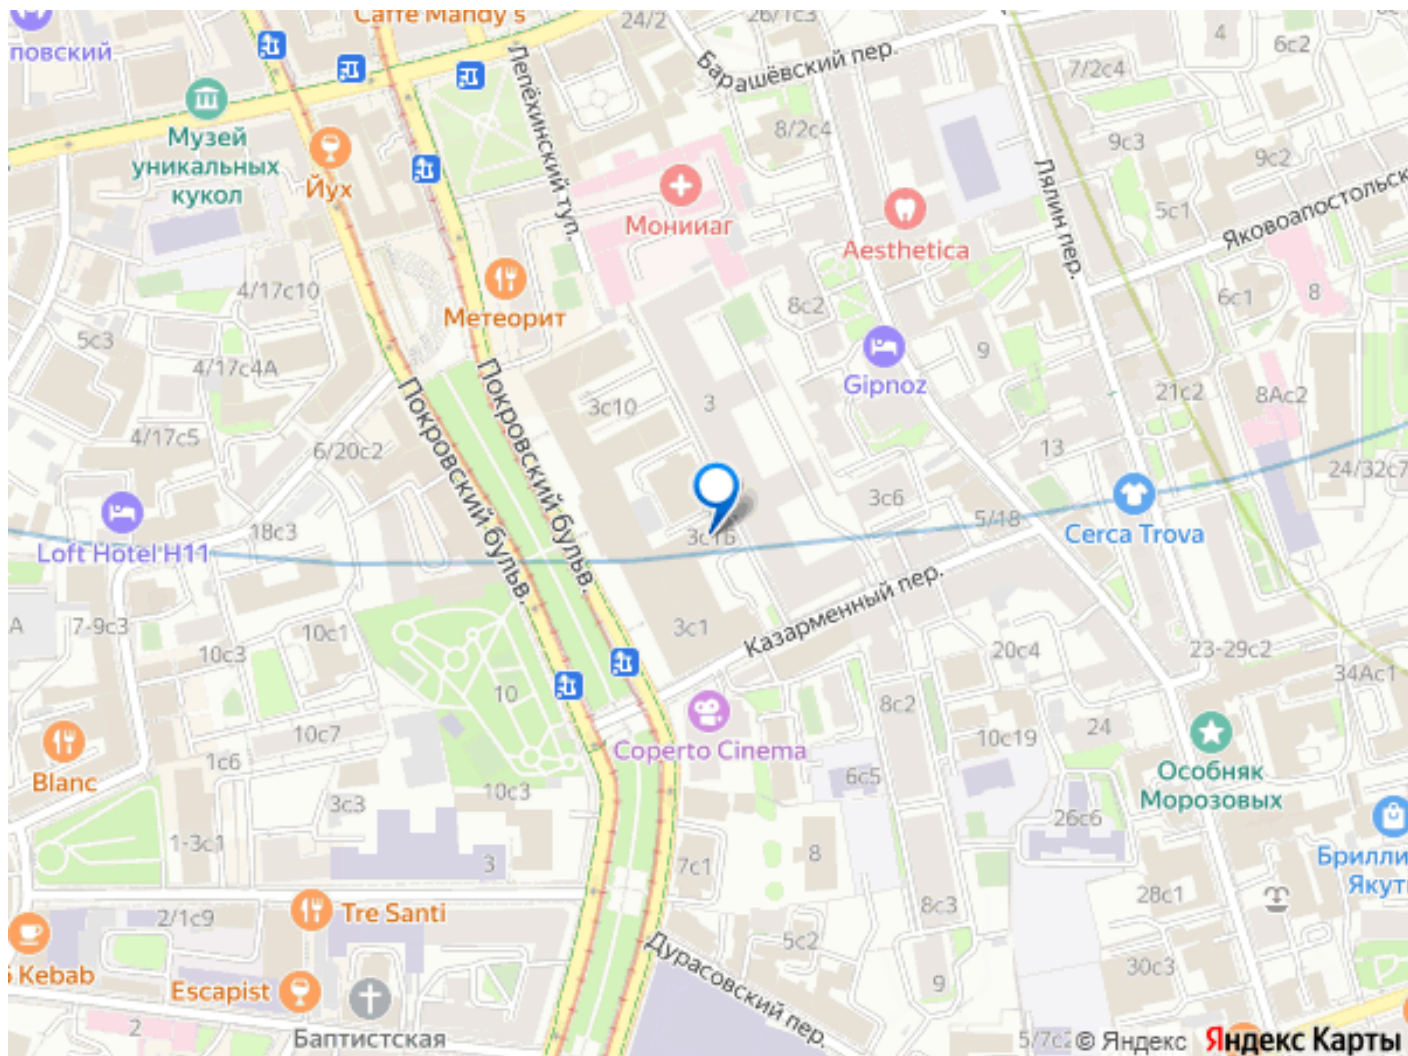 Caffe Mandy's
24/2
26/1с3
4
6с2
повский
Барашёвский пер.
7/2с4
Лепёхинский туп.
Музей
уникальных
кукол
Йух
8/2с4
9с3
9с2
Лялин пер.
Монииаг
Aesthetica
5с1
Яковоапостольск
4/17с10
Метеорит
8с2
6с1
8
5с3
4/17с4А
Gipnoz
9
Покровский бульв.
Покровский бульв.
3с10
3
21с2
8Ас2
4/17с5
6/20с2
13
24/32с7
3с6
18с3
3с1Б
5/18
Loft Hotel H11
Cerca Trova
Казарменный пер.
А
7-9с3
10с1
10с3
3с1
20с4
23-29с2
34Ас1
10
8с2
10с7
Coperto Cinema
10с19
24
1с6
Blanc
6с5
Особняк
Морозовых
10с3
3с3
26с6
1-3с1
3
7с1
8
Брилли
Якут
28с1
2/1с9
Tre Santi
8с3
Kebab
5с2
Дурасовский пер.
30с3
Escapist
9
2
Баптистская
5/7с2
© Яндекс
Яндекс Карты